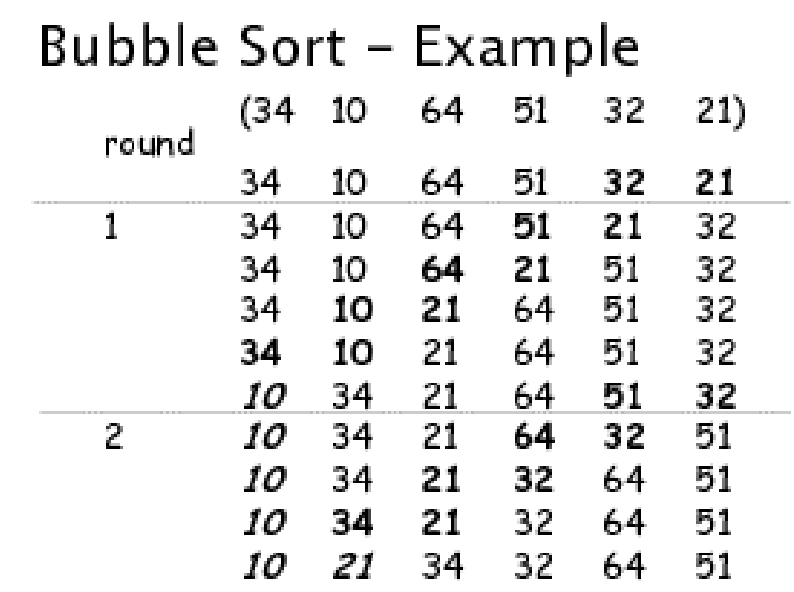 Bubble Sort – Example
(34 10 64 51 32 21)
round
34 10 64 51 32 21
1 34 10 64 51 21 32
34 10 64 21 51 32
34 10 21 64 51 32
34 10 21 64 51 32
10 34 21 64 51 32
2 10 34 21 64 32 51
10 34 21 32 64 51
10 34 21 32 64 51
10 21 34 32 64 51